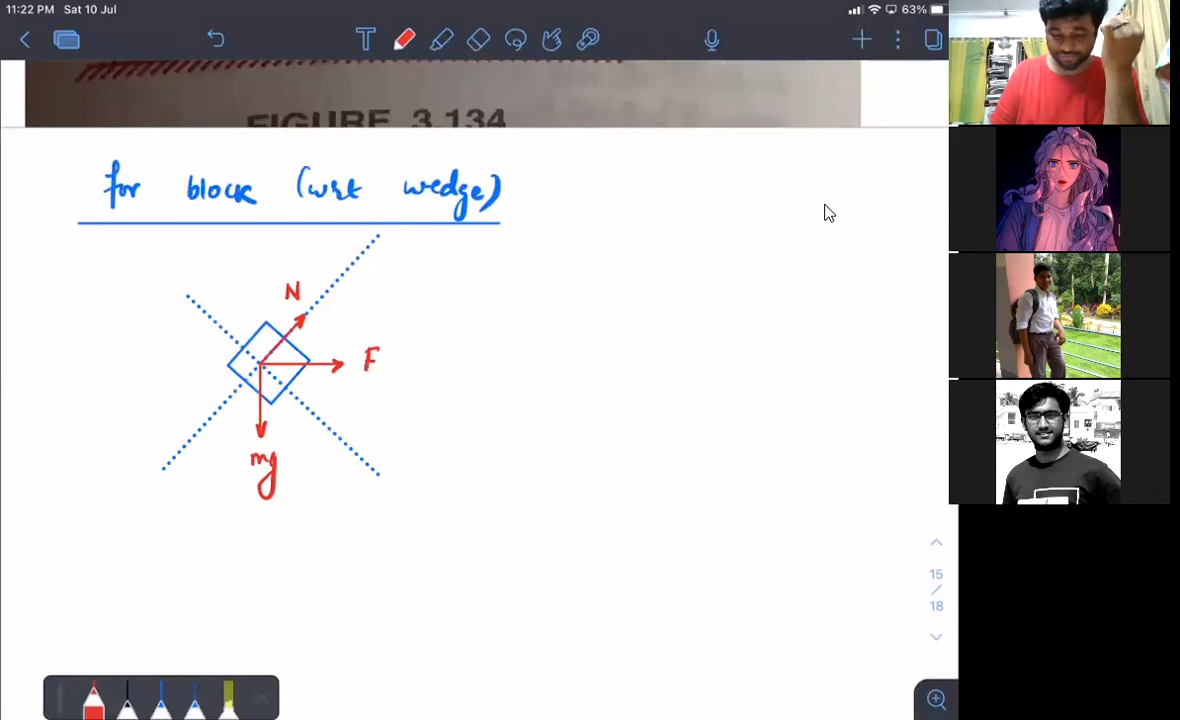 11:22 PM Sat 10 Jul
63%
T
FIGURE 3.134
for block (wrt wedge)
N
F
mg
15
/
18